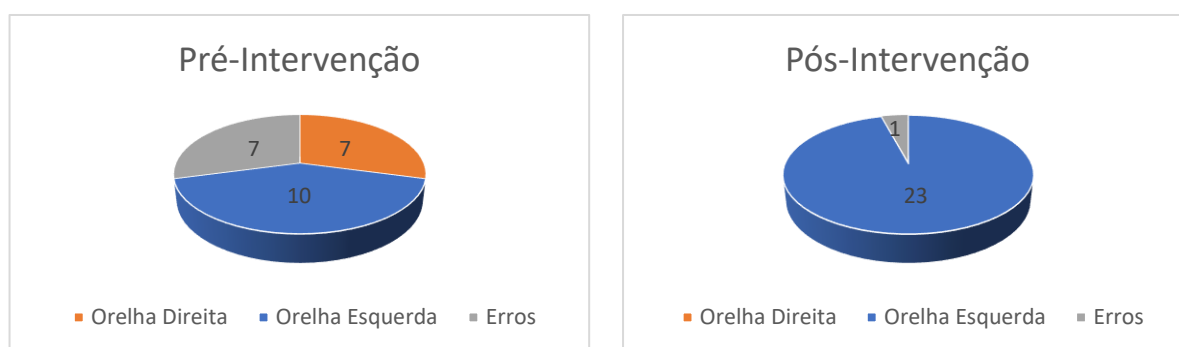 Pré-Intervenção
7
7
10
Orelha Direita
Orelha Esquerda
Erros
Pós-Intervenção
1
23
Orelha Direita
Orelha Esquerda
Erros